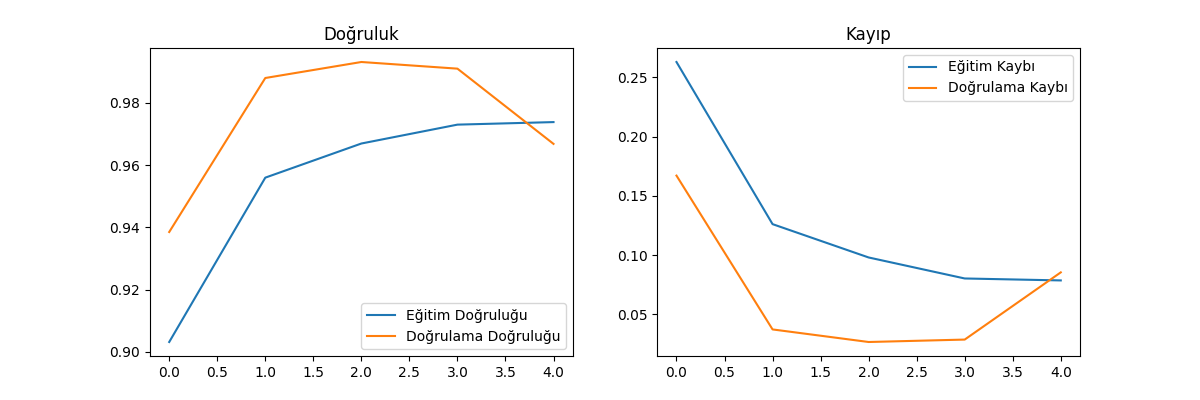 Doğruluk
0.98
0.96
0.94
0.92
0.90
0.0 0.5 1.0 1.5 2.0 2.5 3.0 3.5 4.0
Eğitim Doğruluğu
Doğrulama Doğruluğu
Kayıp
0.25
0.20
0.15
0.10
0.05
0.0 0.5 1.0 1.5 2.0 2.5 3.0 3.5 4.0
Eğitim Kaybı
Doğrulama Kaybı